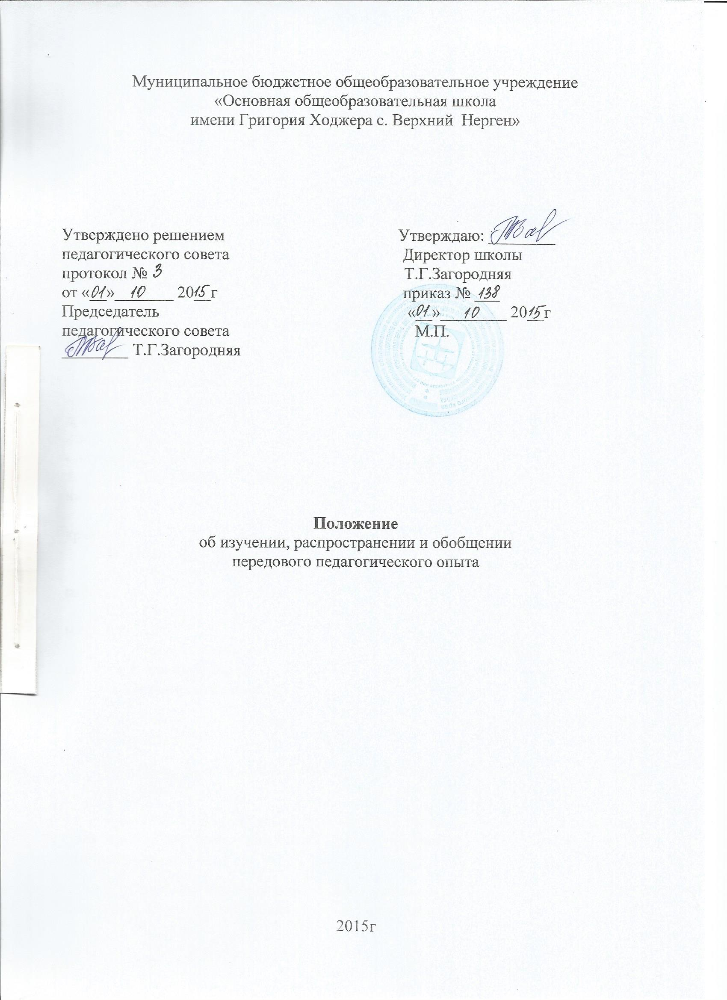 Муниципальное бюджетное общеобразовательное учреждение
«Основная общеобразовательная школа
имени Григория Ходжера с. Верхний Нерген»
Утверждено решением
педагогического совета
протокол № 3
от «01» 10 2015 г
Председатель
педагогического совета
Т.Г.Загородняя
Утверждаю:
Директор школы
Т.Г.Загородняя
приказ № 138
«01» 10 2015 г
М.П.
Положение
об изучении, распространении и обобщении
передового педагогического опыта
2015г